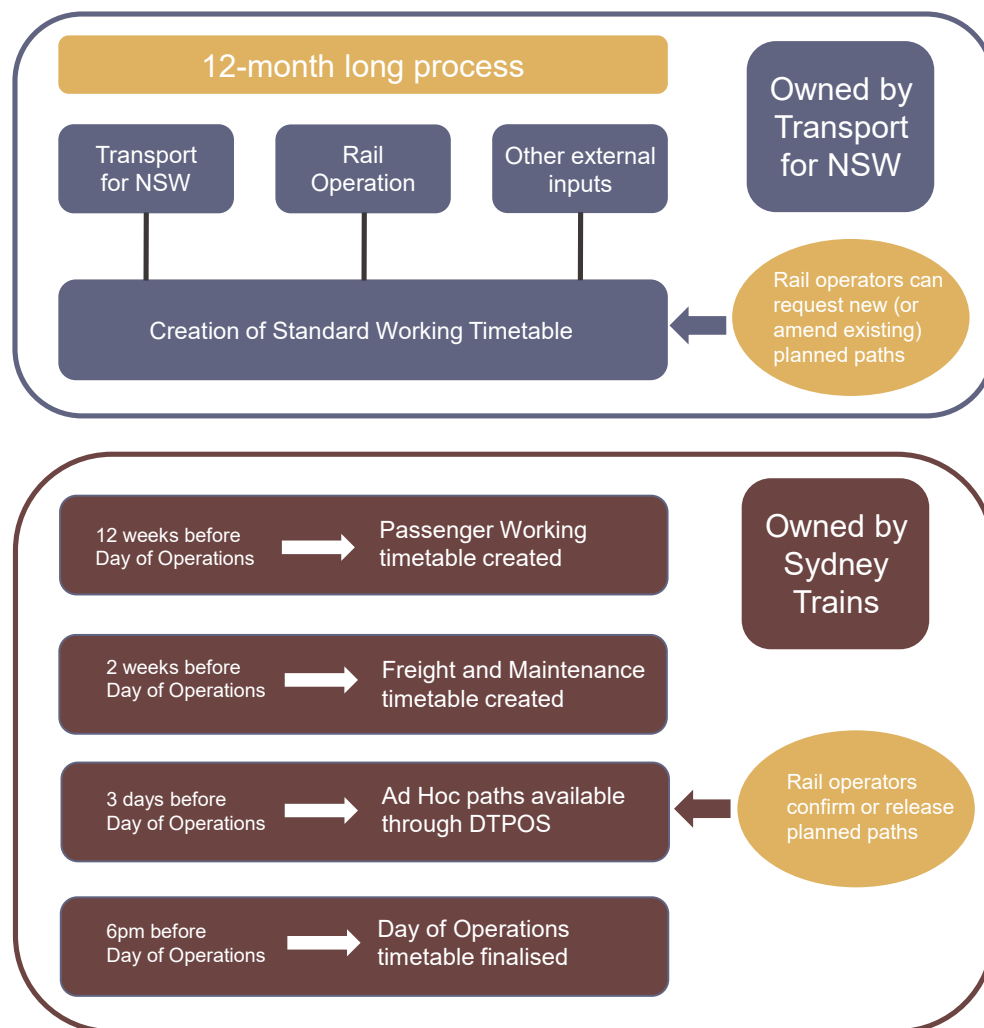 12-month long process
Owned by
Transport
for NSW
Transport
for NSW
Rail
Operation
Other external
inputs
Creation of Standard Working Timetable
Rail operators can
request new (or
amend existing)
planned paths
Owned by
Sydney
Trains
12 weeks before
Day of Operations
Passenger Working
timetable created
2 weeks before
Day of Operations
Freight and Maintenance
timetable created
3 days before
Day of Operations
Ad Hoc paths available
through DTPOS
Rail operators
confirm or release
planned paths
6pm before
Day of Operations
Day of Operations
timetable finalised